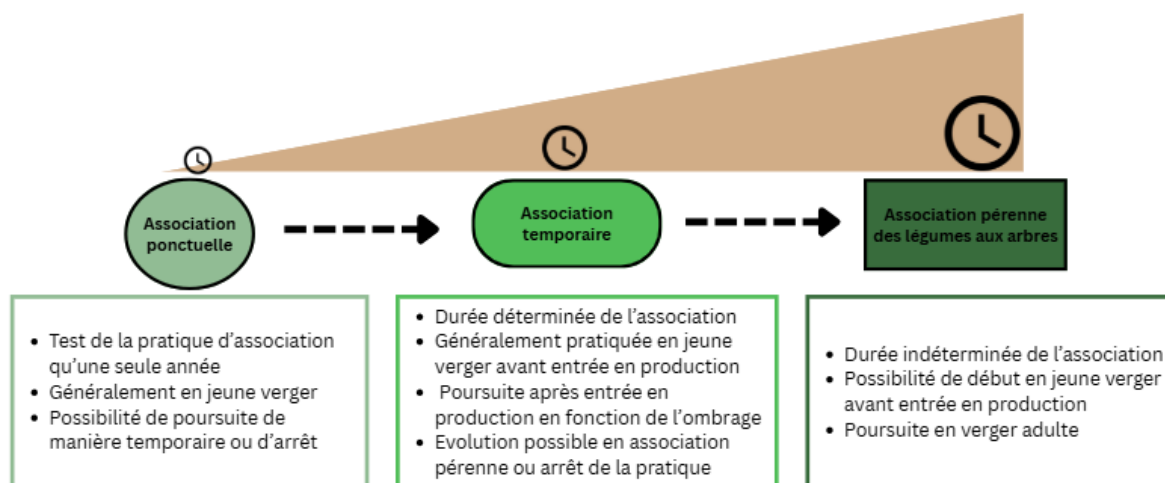 Association
ponctuelle
Association
temporaire
Association pérenne
des légumes aux arbres
• Test de la pratique d’association
qu’une seule année
• Généralement en jeune verger
• Possibilité de poursuite de
manière temporaire ou d’arrêt
• Durée déterminée de l’association
• Généralement pratiquée en jeune
verger avant entrée en production
• Poursuite après entrée en
production en fonction de l’ombrage
• Evolution possible en association
pérenne ou arrêt de la pratique
• Durée indéterminée de l’association
• Possibilité de début en jeune verger
avant entrée en production
• Poursuite en verger adulte